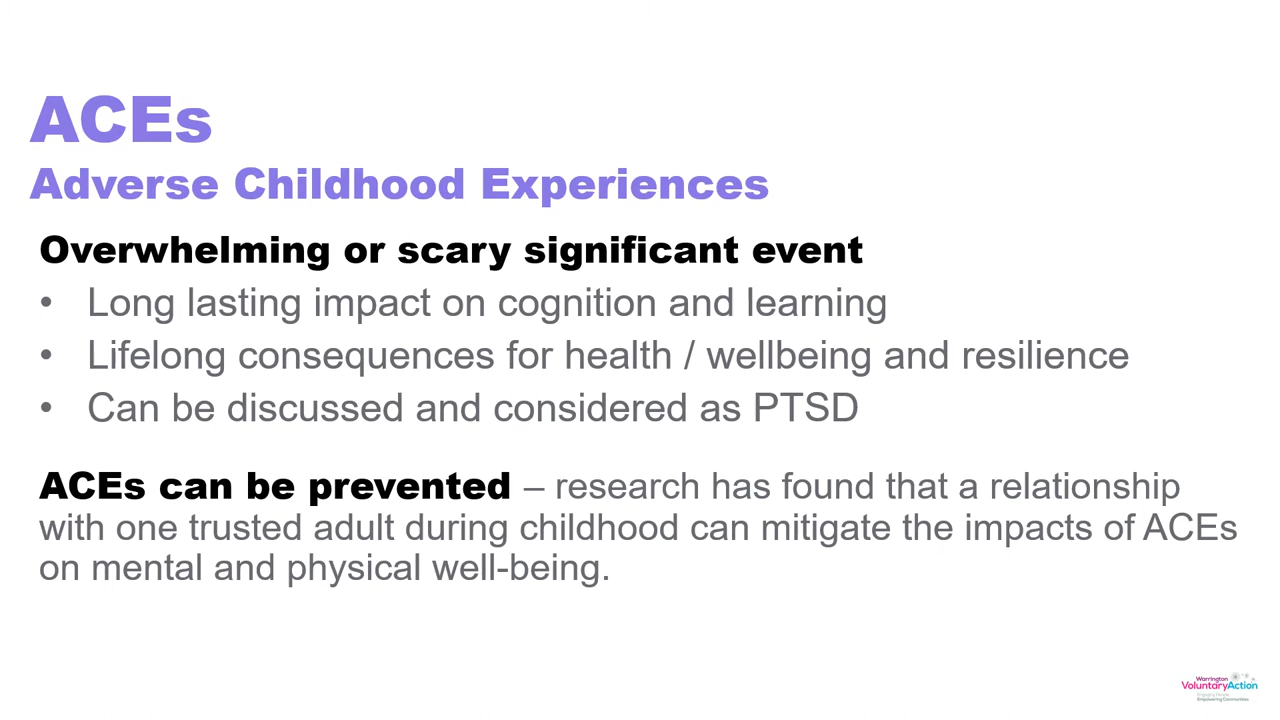 ACEs
Adverse Childhood Experiences
Overwhelming or scary significant event
• Long lasting impact on cognition and learning
• Lifelong consequences for health / wellbeing and resilience
• Can be discussed and considered as PTSD
ACEs can be prevented – research has found that a relationship
with one trusted adult during childhood can mitigate the impacts of ACEs
on mental and physical well-being.
Warrington
VoluntaryAction
Empowering Communities